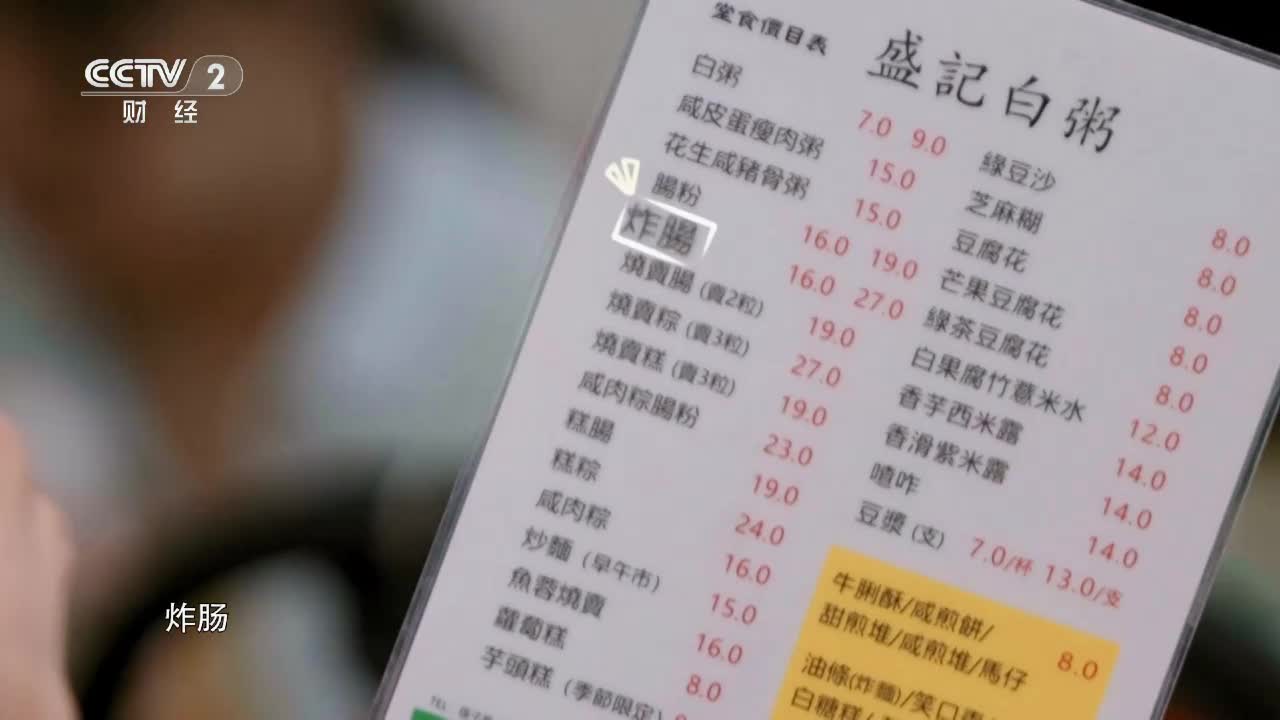 CCTV 2
财 经
堂食價目表
盛記白粥
白粥 7.0 9.0
咸皮蛋瘦肉粥 15.0
花生咸豬骨粥 15.0
腸粉 16.0 19.0
炸腸 16.0 27.0
燒賣腸 (賣2粒) 19.0
燒賣粽 (賣3粒) 27.0
燒賣糕 (賣3粒) 19.0
咸肉粽腸粉 23.0
糕腸 19.0
糕粽 24.0
咸肉粽 16.0
炒麵 (早午市) 15.0
魚蓉燒賣 16.0
蘿蔔糕 8.0
芋頭糕 (季節限定)
綠豆沙 8.0
芝麻糊 8.0
豆腐花 8.0
芒果豆腐花 8.0
綠茶豆腐花 8.0
白果腐竹薏米水 12.0
香芋西米露 14.0
香滑紫米露 14.0
喳咋 14.0
豆漿 (支) 7.0/杯 13.0/支
牛脷酥/咸煎餅/
甜煎堆/咸煎堆/馬仔 8.0
油條(炸麵)/笑口棗/
白糖糕/
TEL
炸肠